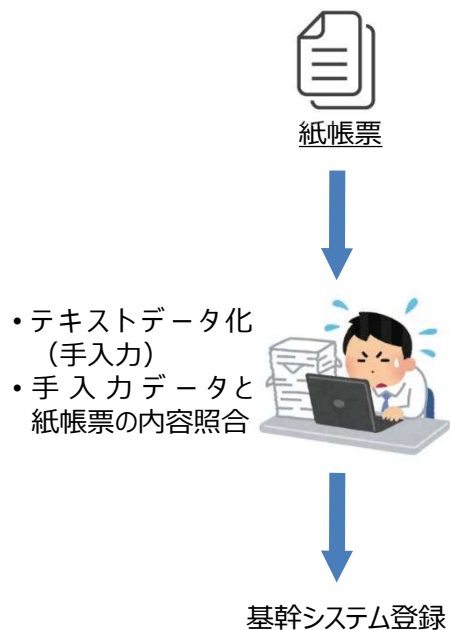 紙帳票
・テキストデータ化
（手入力）
・手入力データと
紙帳票の内容照合
基幹システム登録